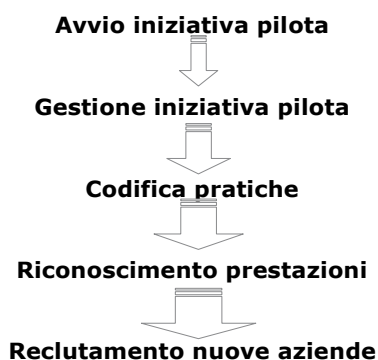 Avvio iniziativa pilota
Gestione iniziativa pilota
Codifica pratiche
Riconoscimento prestazioni
Reclutamento nuove aziende